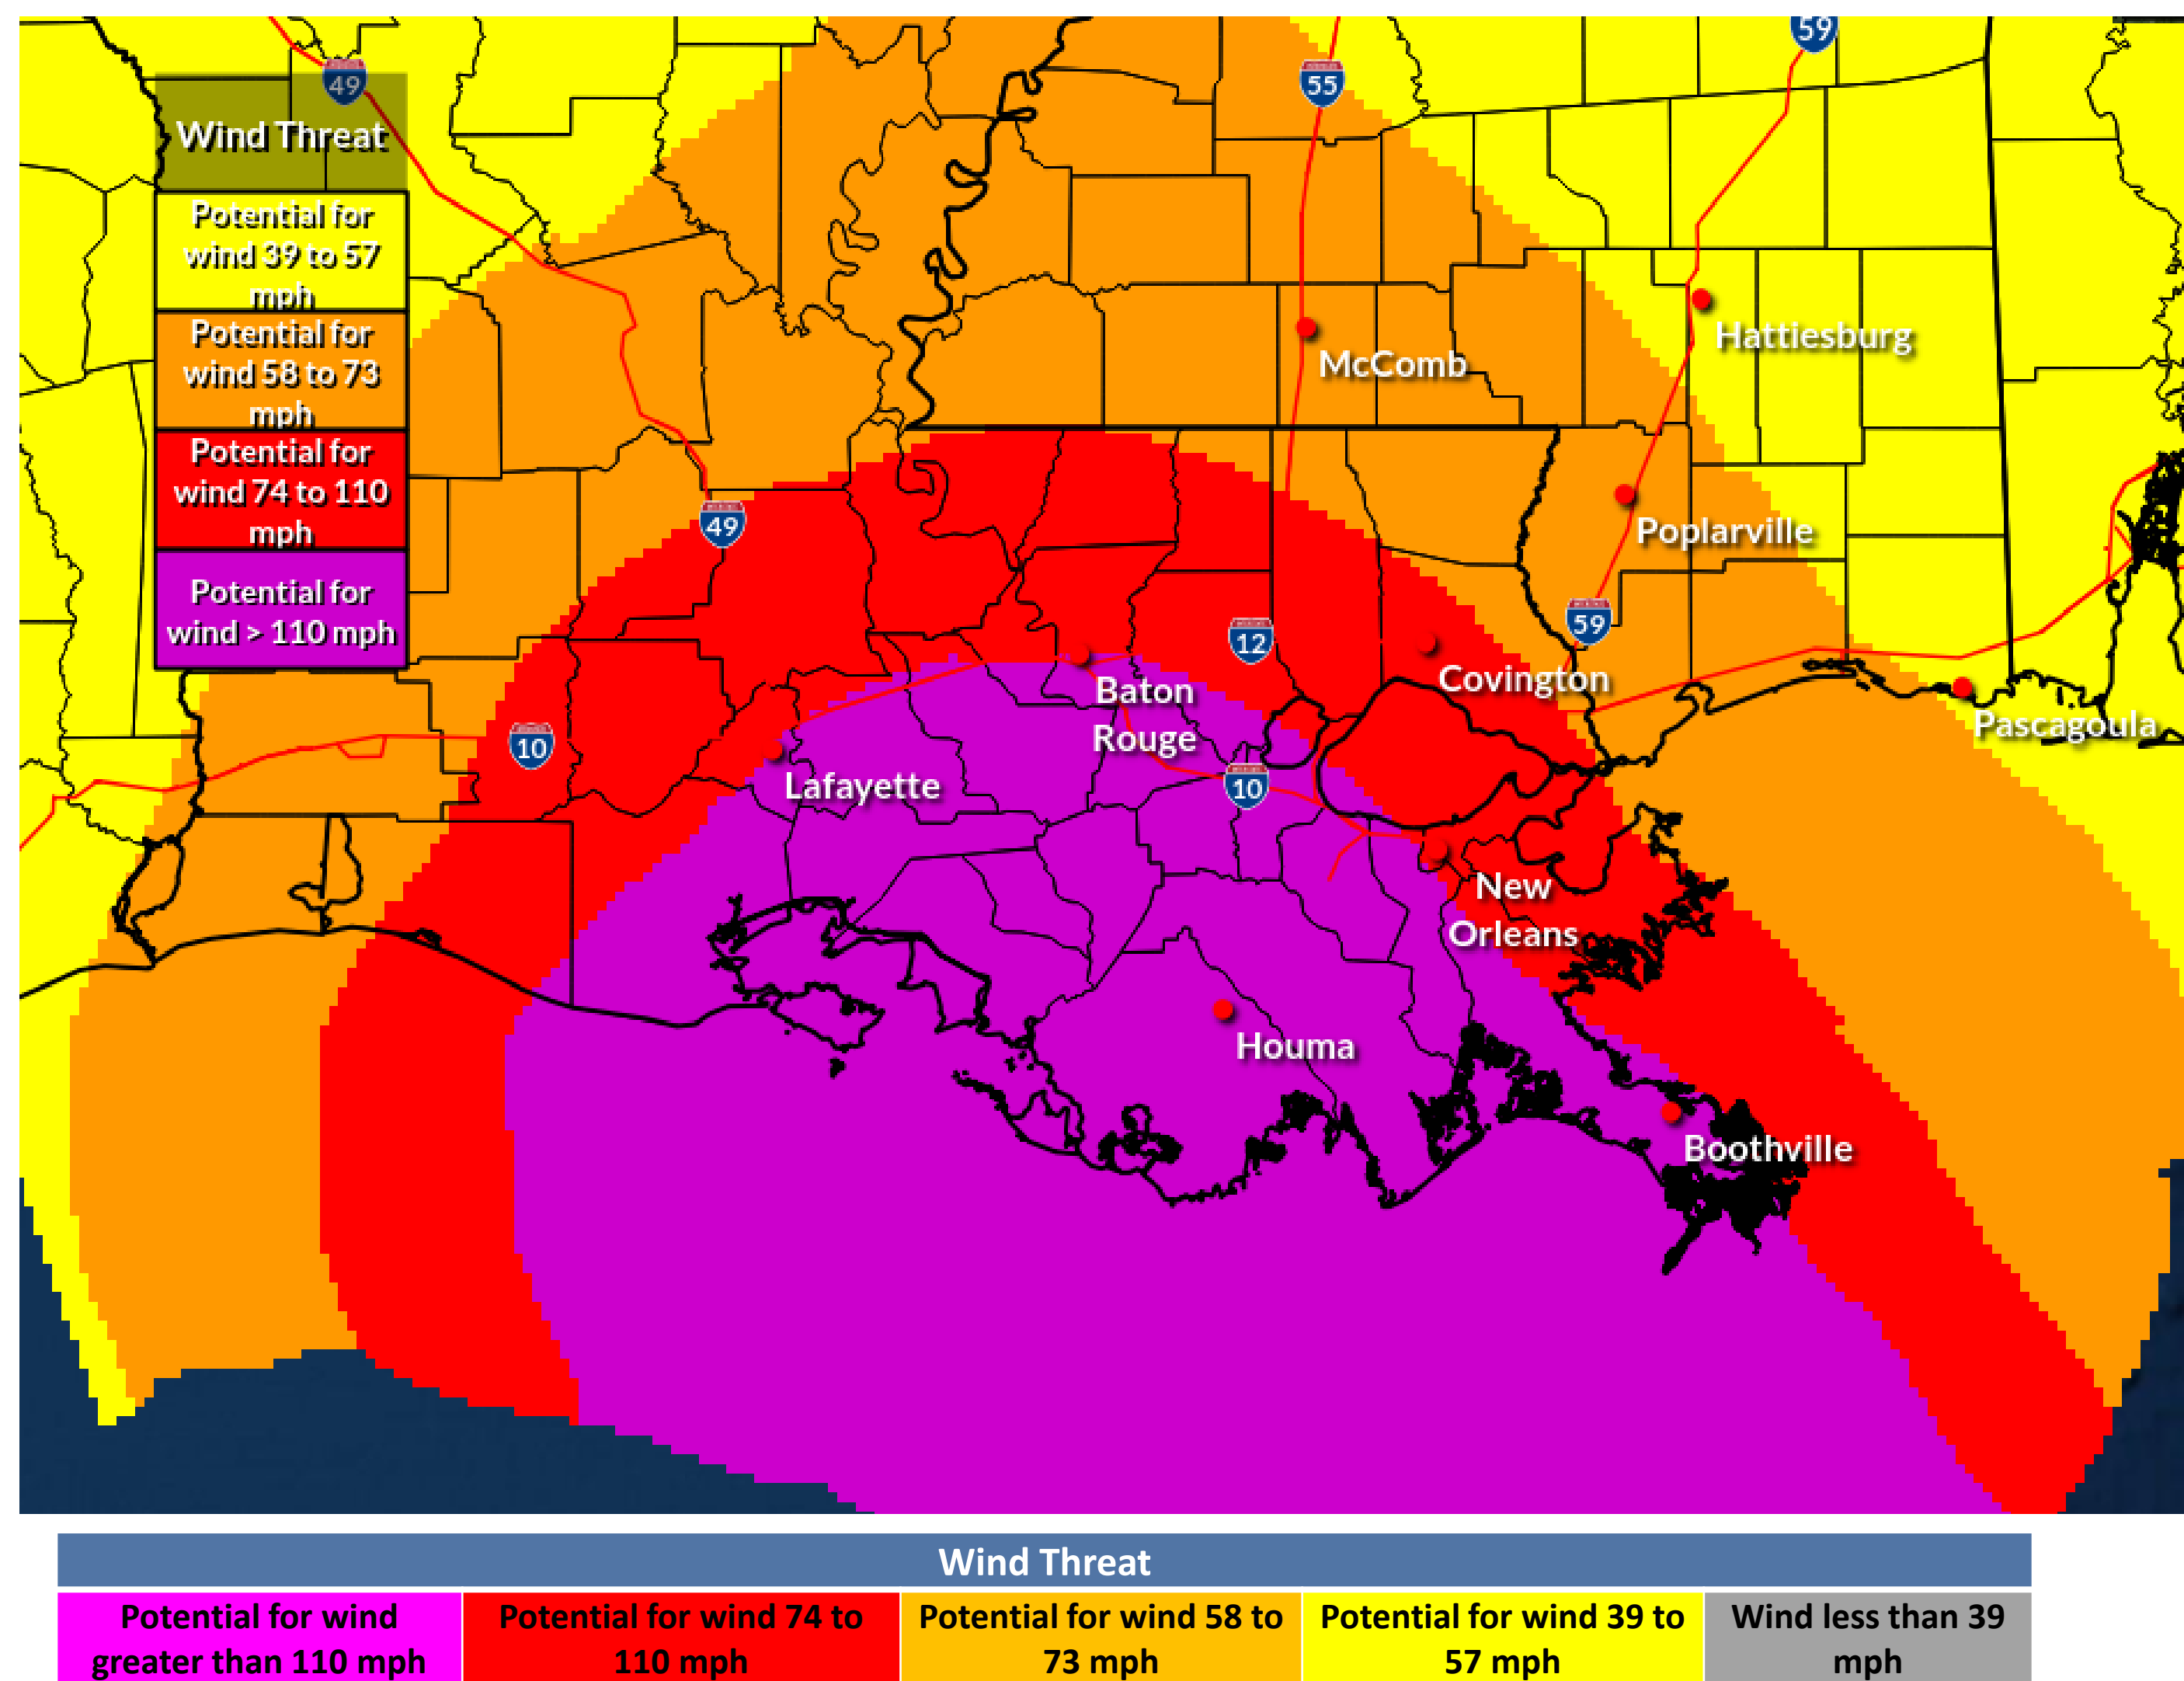 59
49
55
Wind Threat
Potential for
wind 39 to 57
mph
Potential for
wind 58 to 73
mph
Potential for
wind 74 to 110
mph
Potential for
wind > 110 mph
Hattiesburg
McComb
49
Poplarville
59
12
Covington
Baton
Rouge
Pascagoula
10
Lafayette
10
New
Orleans
Houma
Boothville
Wind Threat
Potential for wind
greater than 110 mph
Potential for wind 74 to
110 mph
Potential for wind 58 to
73 mph
Potential for wind 39 to
57 mph
Wind less than 39
mph